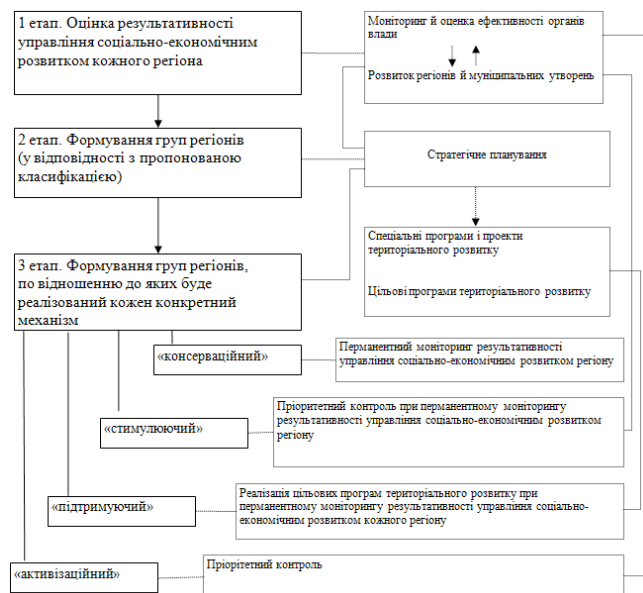 1 етап. Оцінка результативності
управління соціально-економічним
розвитком кожного регіона
Моніторинг й оценка ефективності органів
влади
Розвиток регіонів й муніципальних утворень
2 етап. Формування груп регіонів
(у відповідності з пропонованою
класифікацією)
Стратегічне планування
3 етап. Формування груп регіонів,
по відношенню до яких буде
реалізований кожен конкретний
механізм
Спеціальні програми і проекти
територіального розвитку
Цільові програми територіального розвитку
«консерваційний»
Перманентний моніторинг результативності
управління соціально-економічним розвитком регіону
«стимулюючий»
Пріоритетний контроль при перманентному моніторингу
результативності управління соціально-економічним розвитком
регіону
«підтримуючий»
Реалізація цільових програм територіального розвитку при
перманентному моніторингу результативності управління соціально-
економічним розвитком кожного регіону
«активізаційний»
Пріорітетний контроль